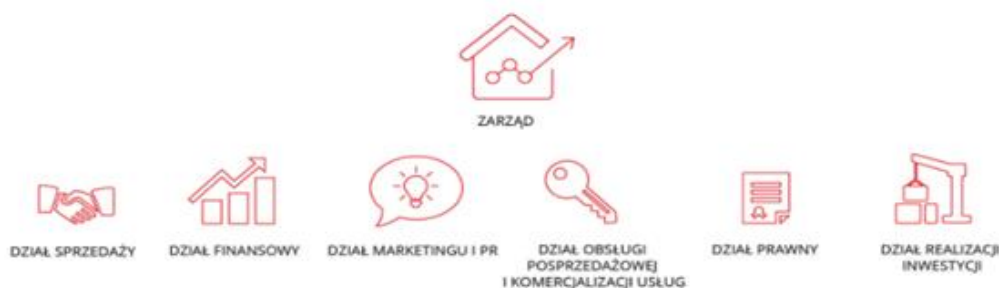 ZARZĄD
DZIAŁ SPRZEDAŻY
DZIAŁ FINANSOWY
DZIAŁ MARKETINGU I PR
DZIAŁ OBSŁUGI
POSPRZEDAŻOWEJ
I KOMERCJALIZACJI USŁUG
DZIAŁ PRAWNY
DZIAŁ REALIZACJI
INWESTYCJI